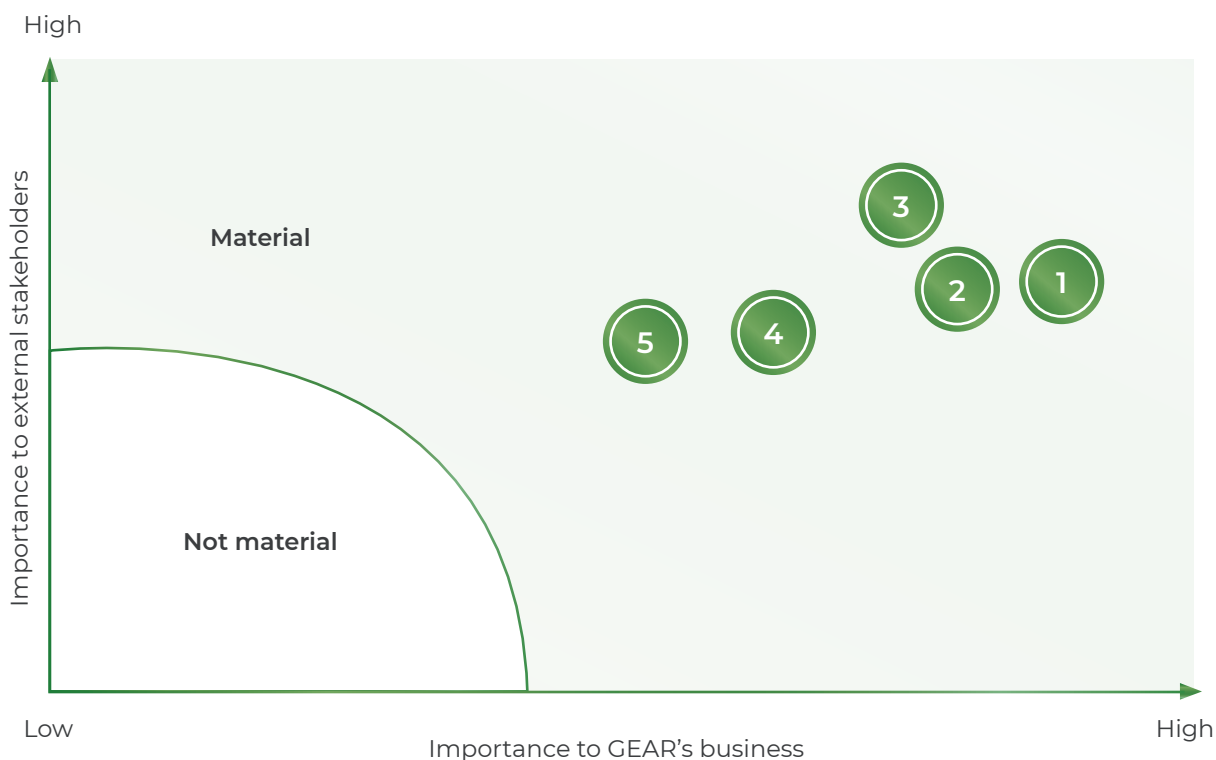 High
Importance to external stakeholders
Material
3
1
2
4
5
Not material
Low
High
Importance to GEAR’s business